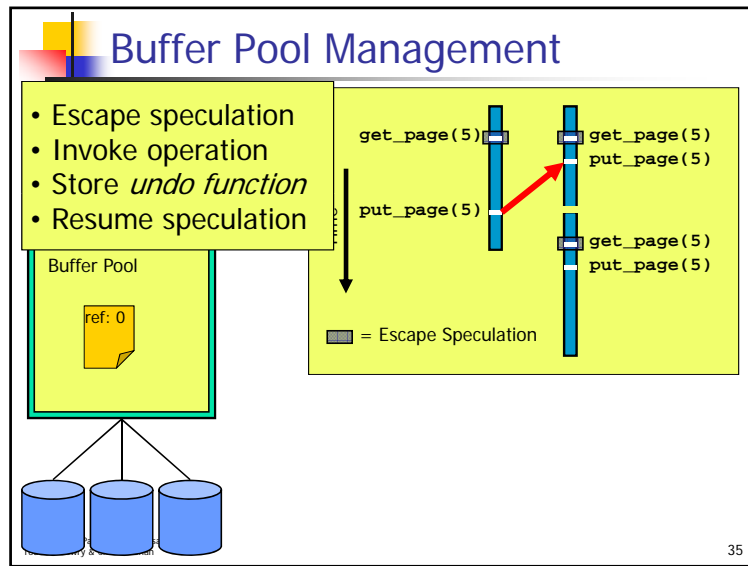 Buffer Pool Management
• Escape speculation
• Invoke operation
• Store undo function
• Resume speculation
get_page(5)
put_page(5)
get_page(5)
put_page(5)
get_page(5)
put_page(5)
= Escape Speculation
Buffer Pool
ref: 0
35